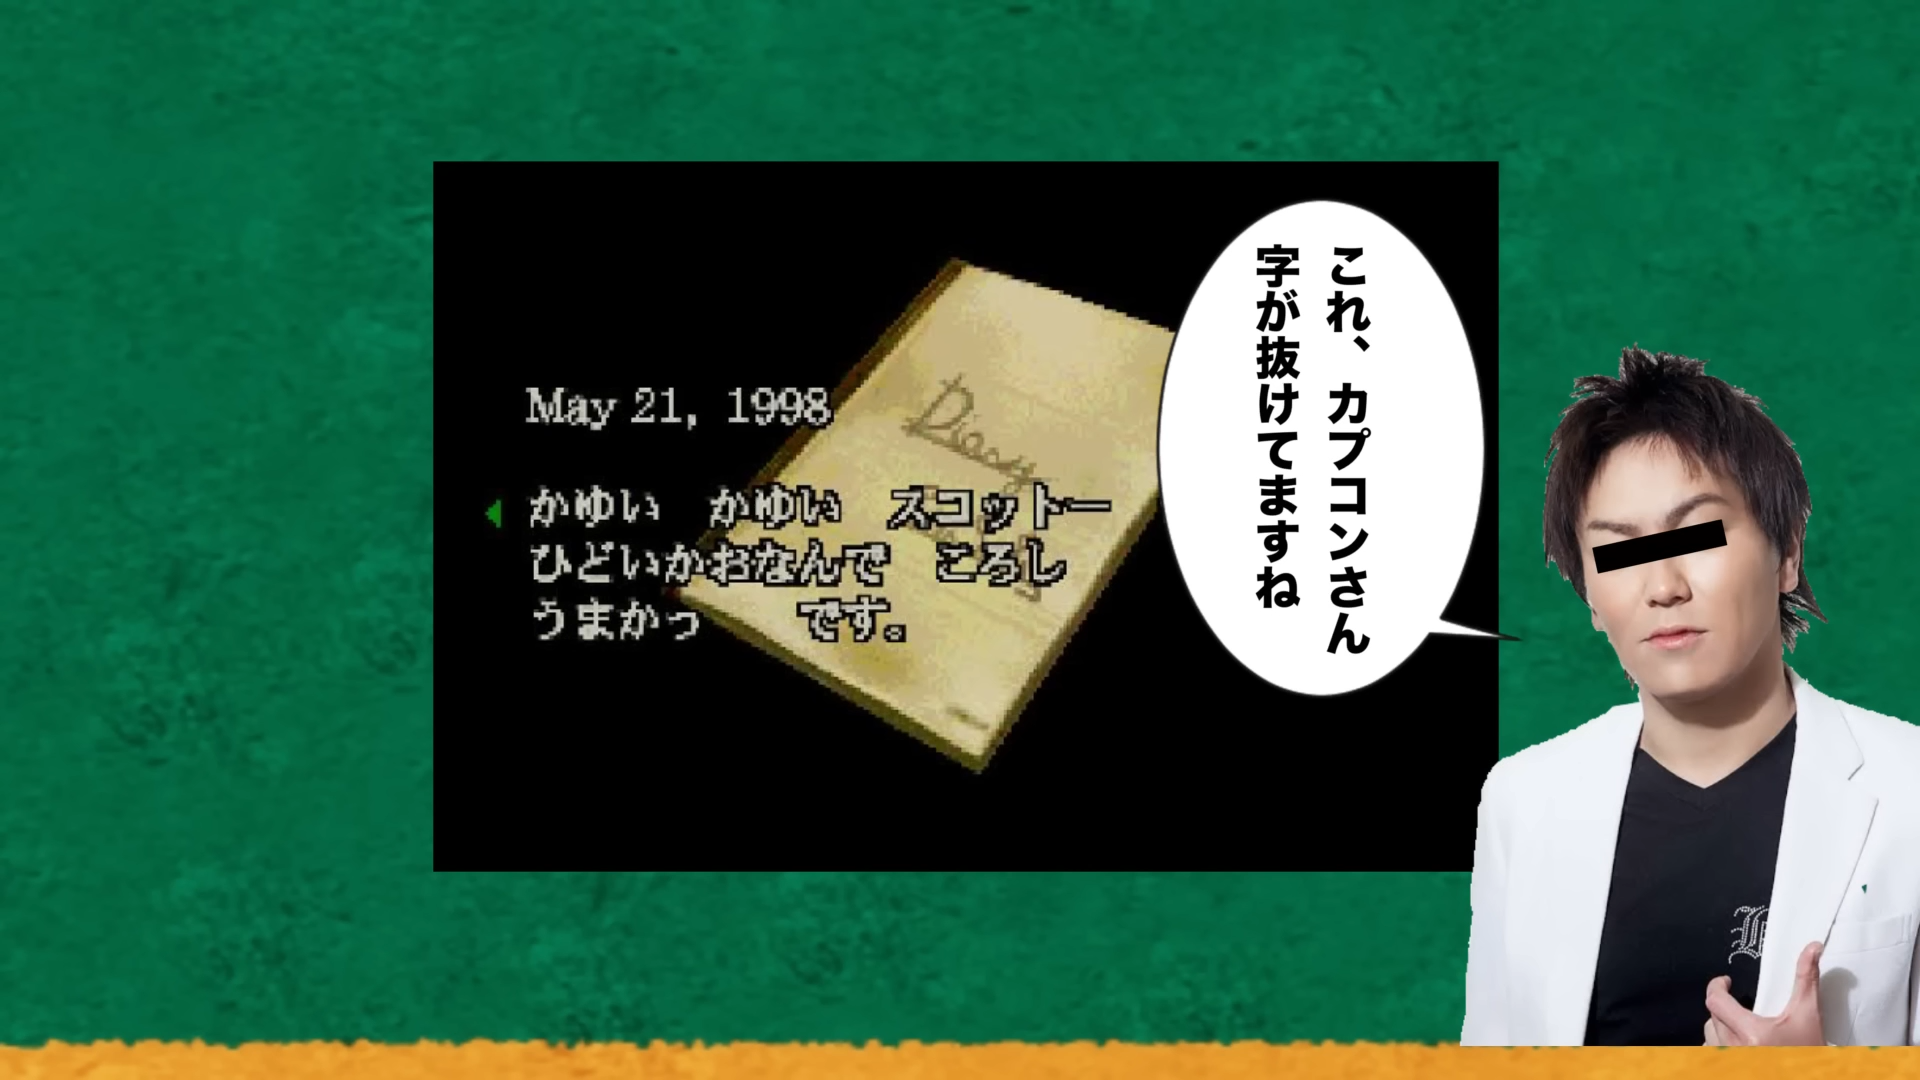 May 21, 1998
かゆい　かゆい　スコットー
ひどいかおなんで　ころし
うまかっ　　です。
Diary
これ、カプコンさん
字が抜けてますね